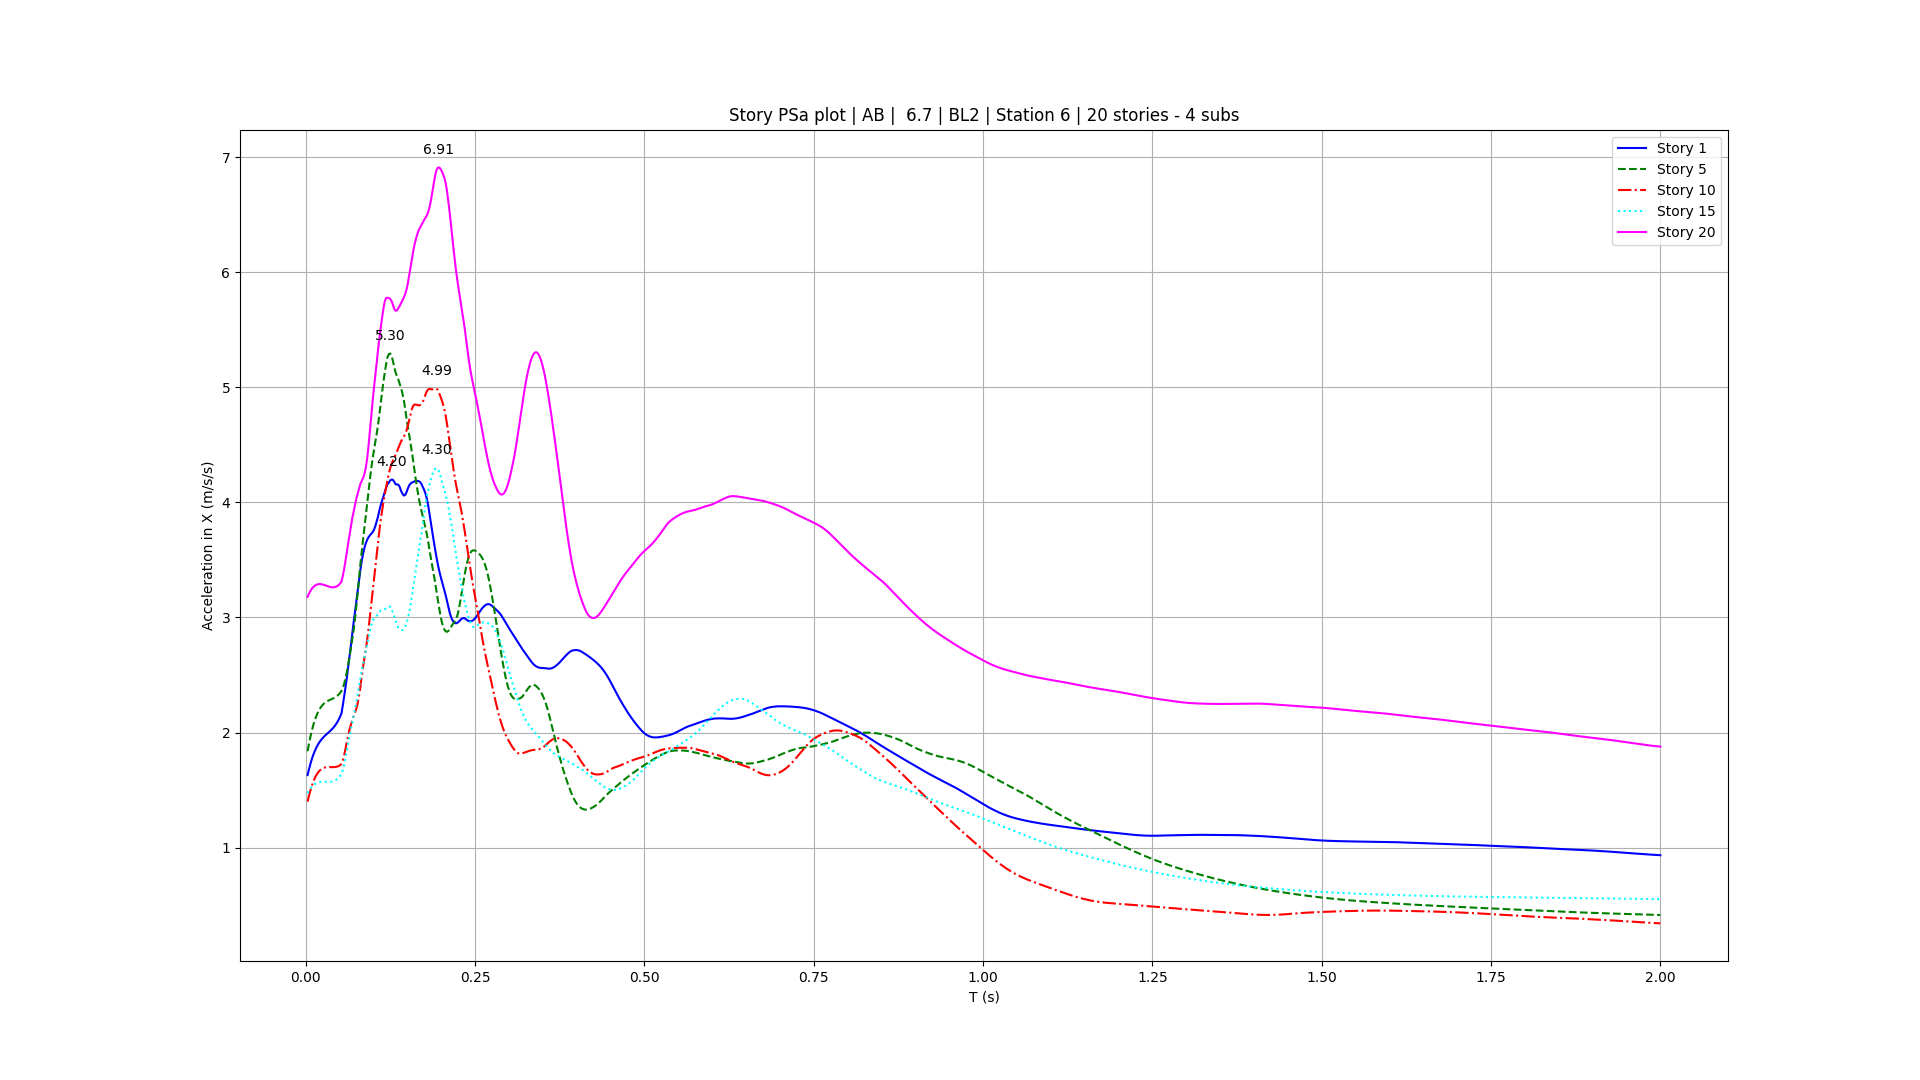 Story PSa plot | AB |  6.7 | BL2 | Station 6 | 20 stories - 4 subs
Acceleration in X (m/s/s)
7
6
5
4
3
2
1
6.91
5.30
4.99
4.30
4.20
Story 1
Story 5
Story 10
Story 15
Story 20
0.00
0.25
0.50
0.75
1.00
1.25
1.50
1.75
2.00
T (s)